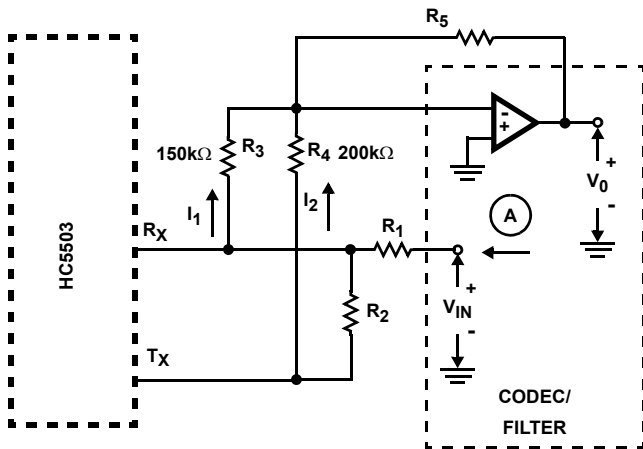 R5
150kΩ R3
R4 200kΩ
-
+
+
V0
-
I1
I2
A
RX
R1
HC5503
R2
+
VIN
-
TX
CODEC/
FILTER